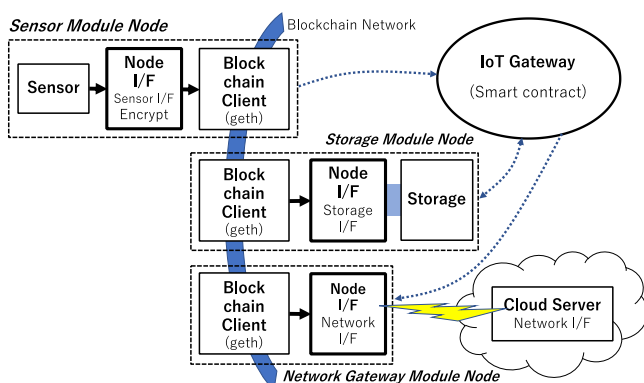 Sensor Module Node
Blockchain Network
Sensor
Node
I/F
Sensor I/F
Encrypt
Block
chain
Client
(geth)
IoT Gateway
(Smart contract)
Storage Module Node
Block
chain
Client
(geth)
Node
I/F
Storage
I/F
Storage
Block
chain
Client
(geth)
Node
I/F
Network
I/F
Cloud Server
Network I/F
Network Gateway Module Node